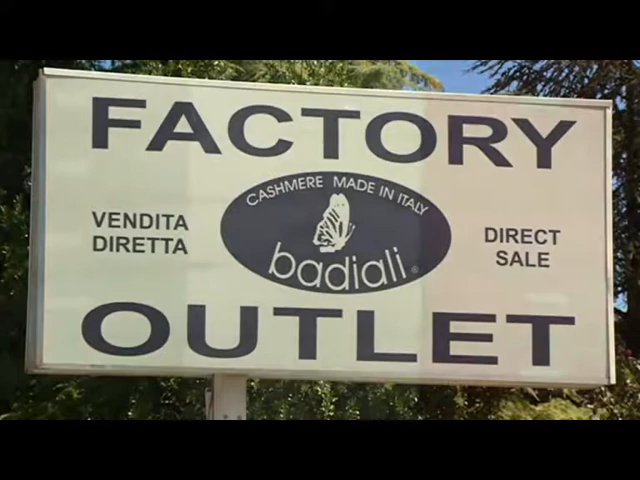 FACTORY
CASHMERE MADE IN ITALY
VENDITA
DIRETTA
badiali®
DIRECT
SALE
OUTLET